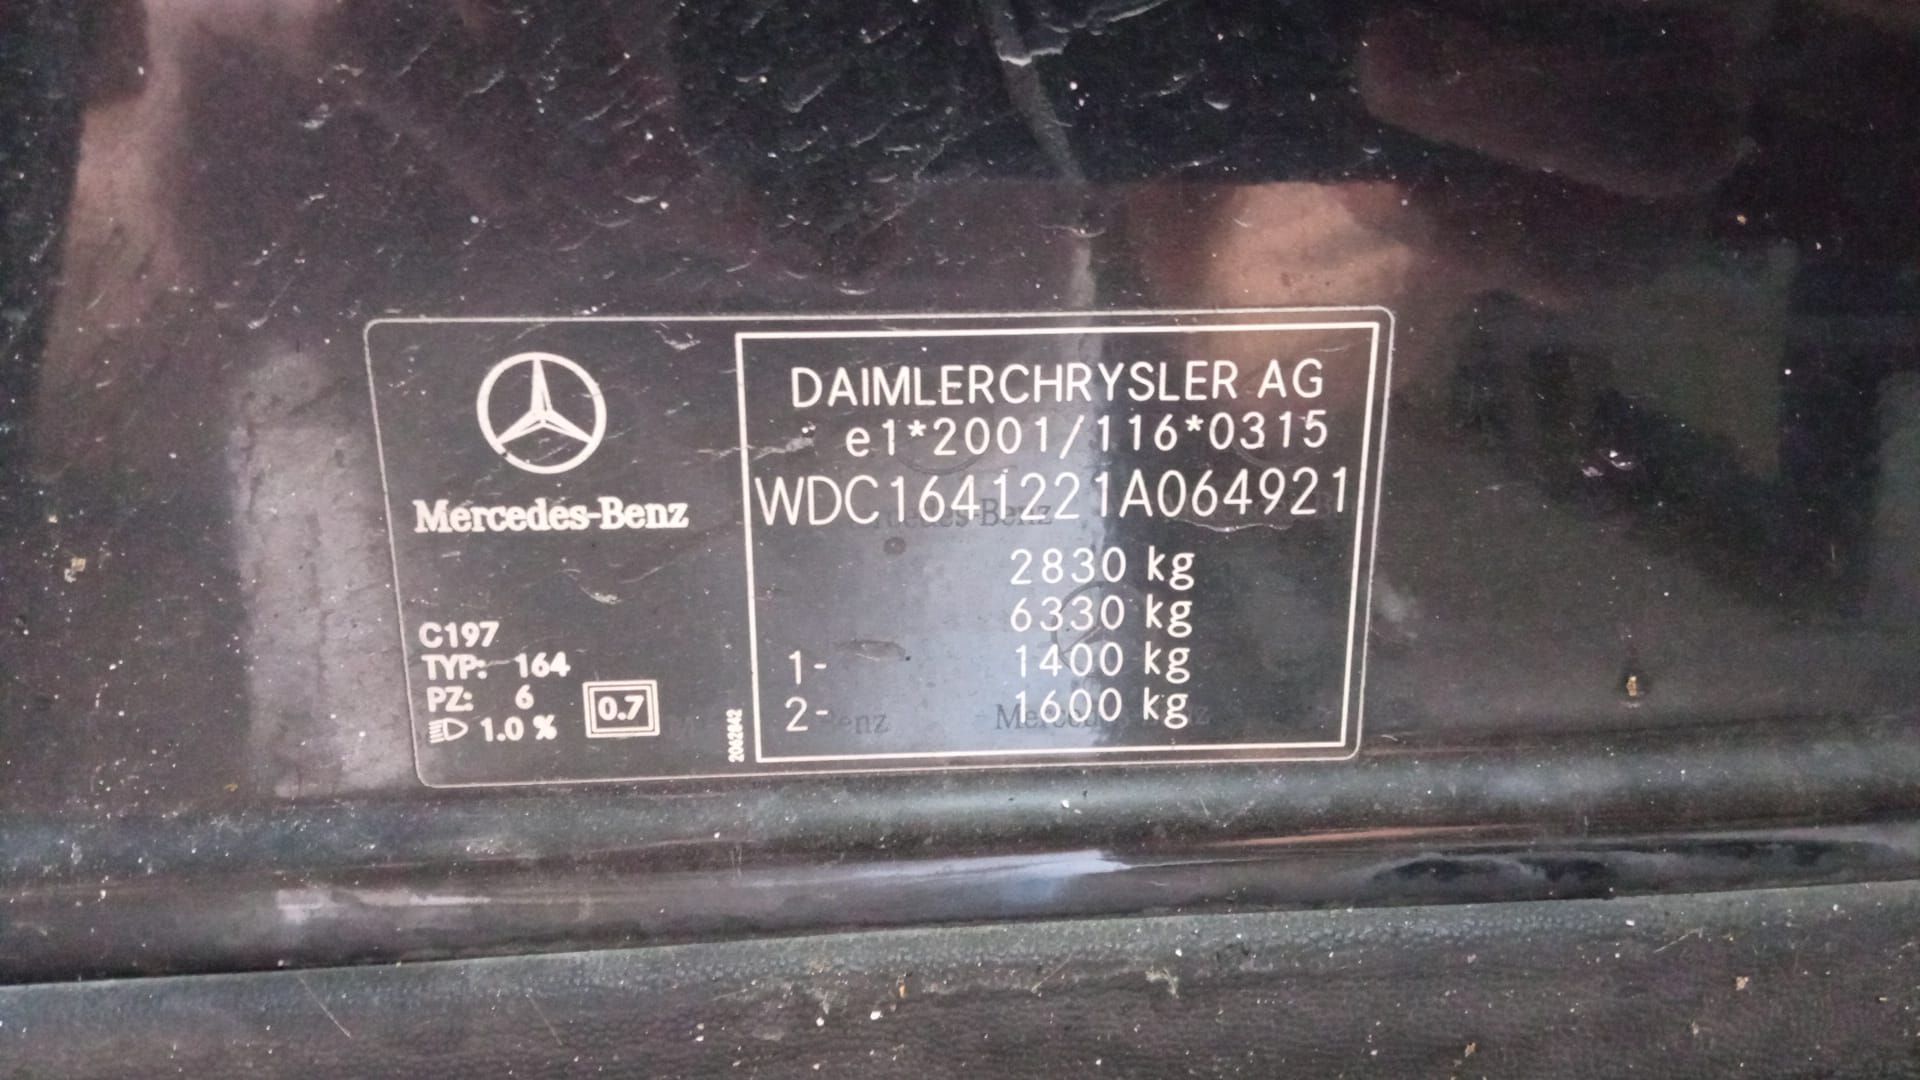 Mercedes-Benz
C197
TYP: 164
PZ: 6
1.0 %
0.7
2062842
DAIMLERCHRYSLER AG
e1*2001/116*0315
WDC1641221A064921
2830 kg
6330 kg
1- 1400 kg
2- 1600 kg